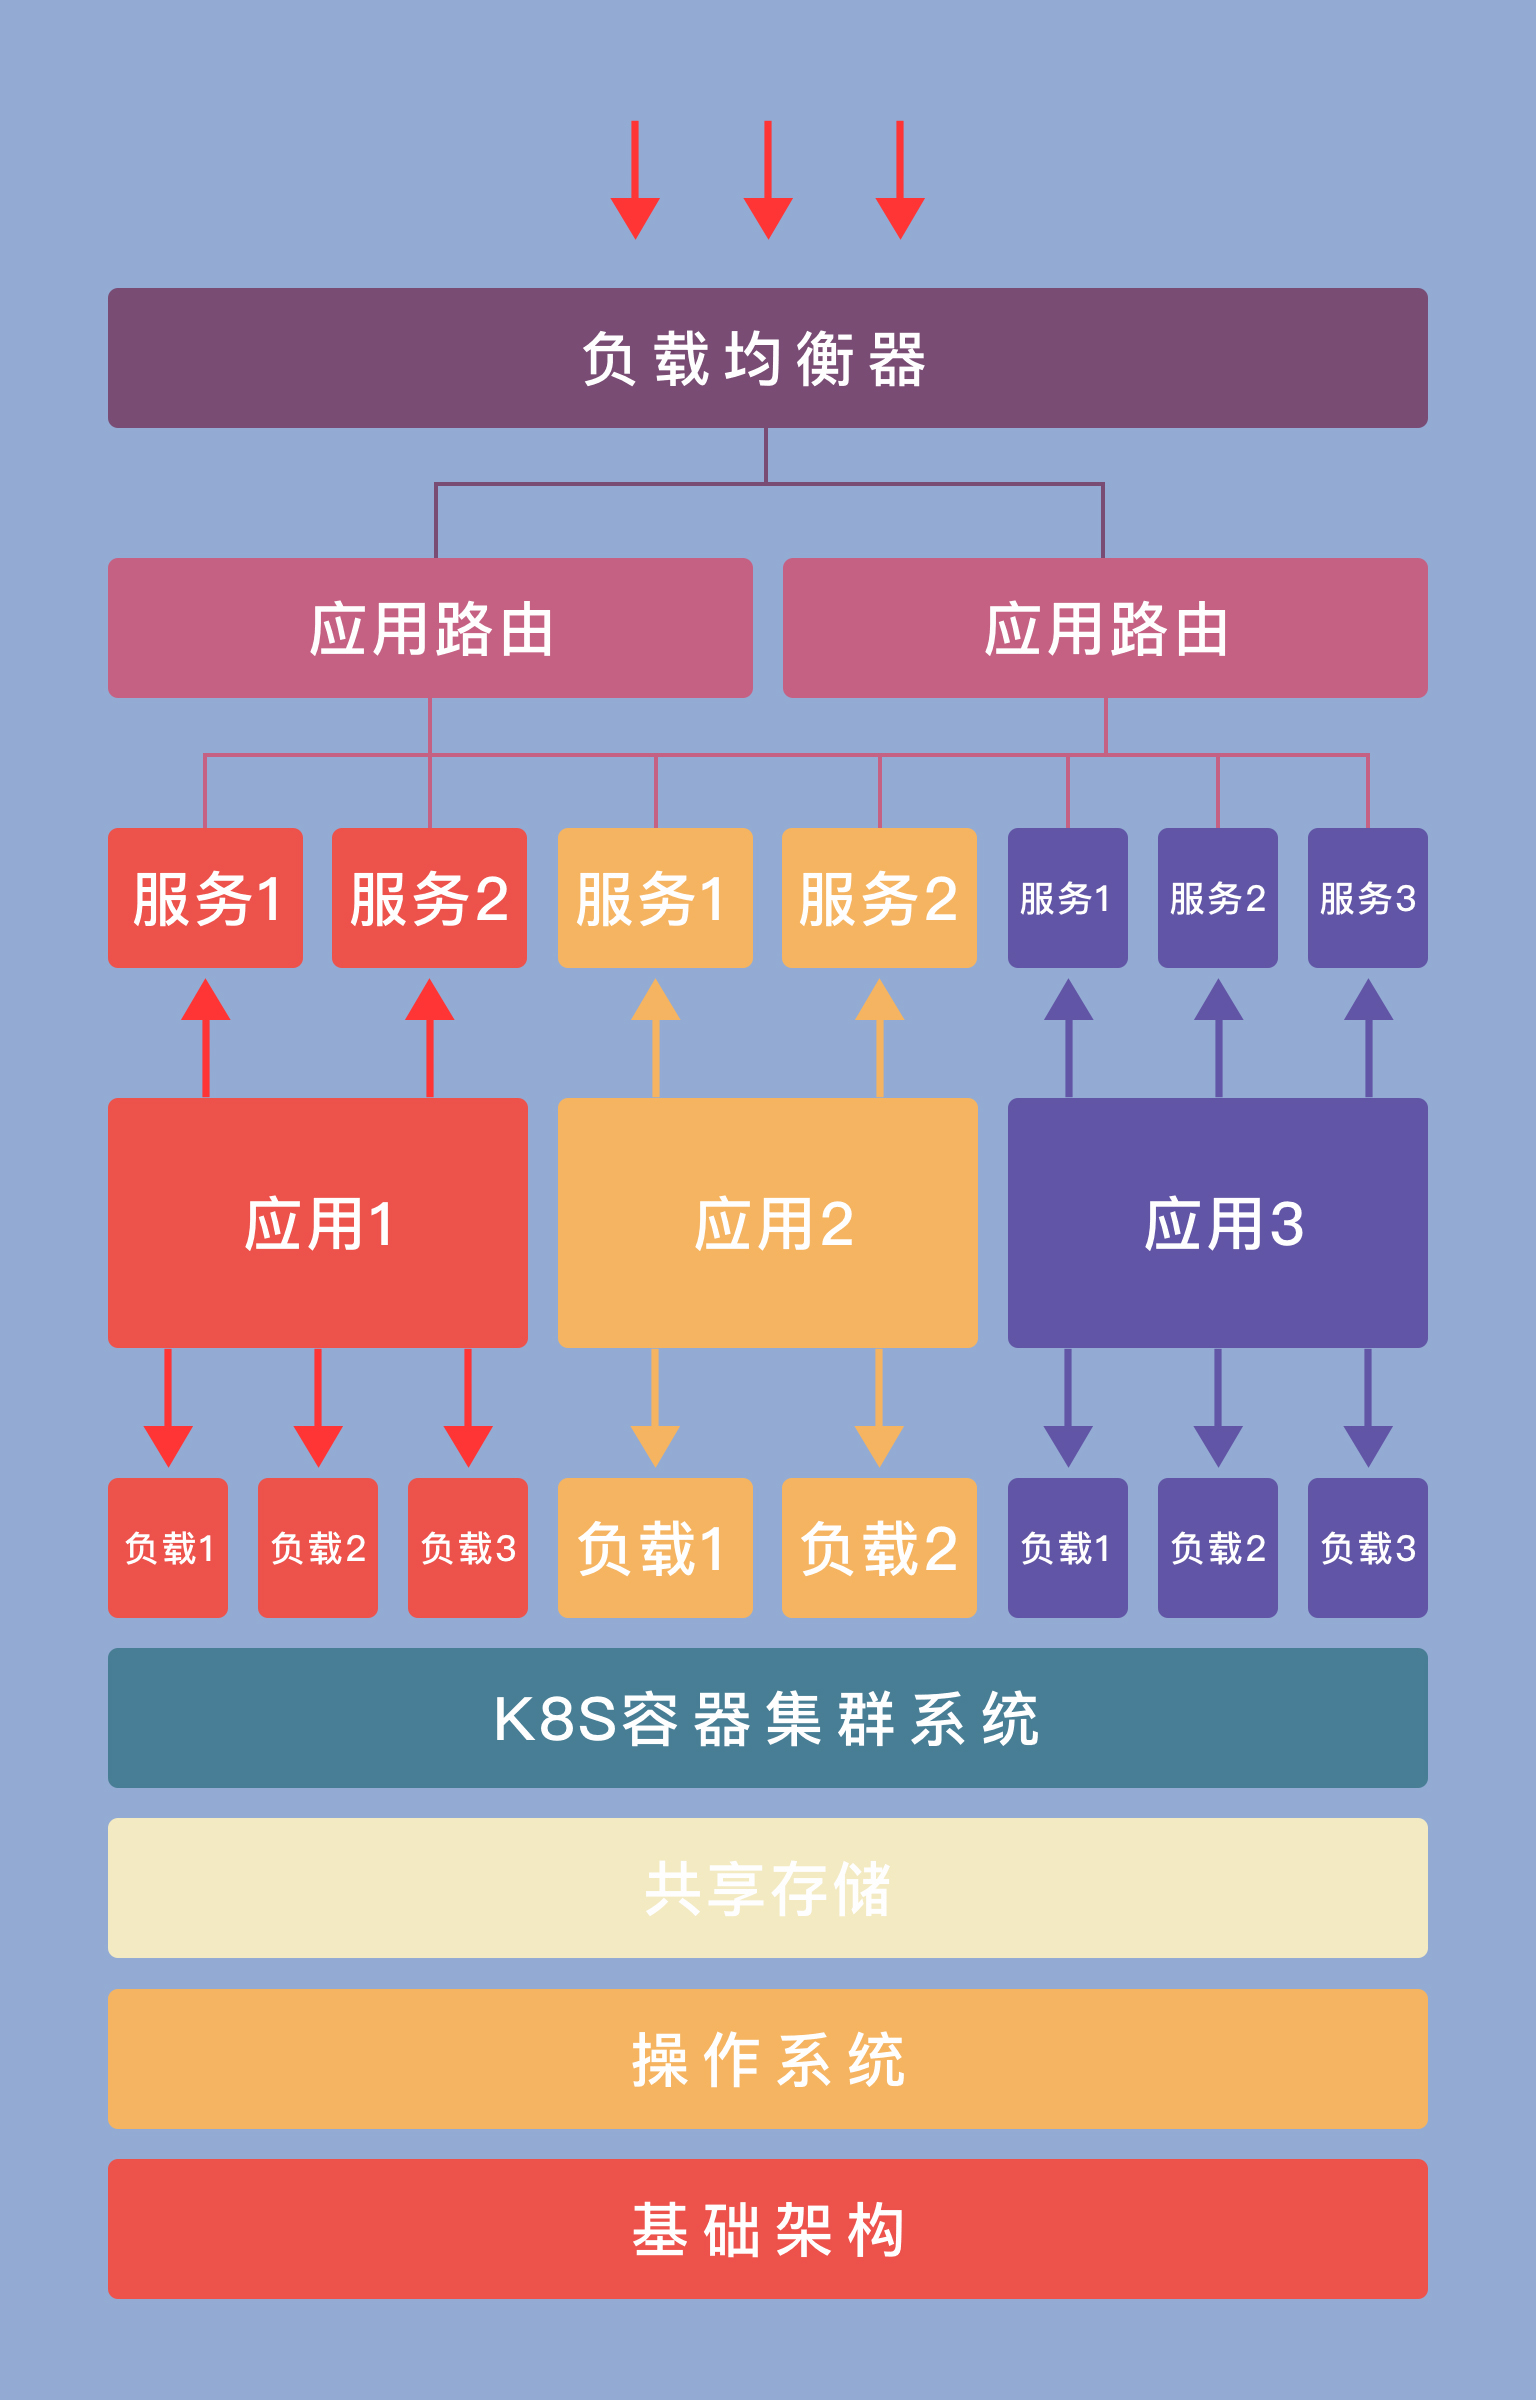 负载均衡器
应用路由
应用路由
服务1
服务2
服务1
服务2
服务1
服务2
服务3
应用1
应用2
应用3
负载1
负载2
负载3
负载1
负载2
负载1
负载2
负载3
K8S容器集群系统
共享存储
操作系统
基础架构